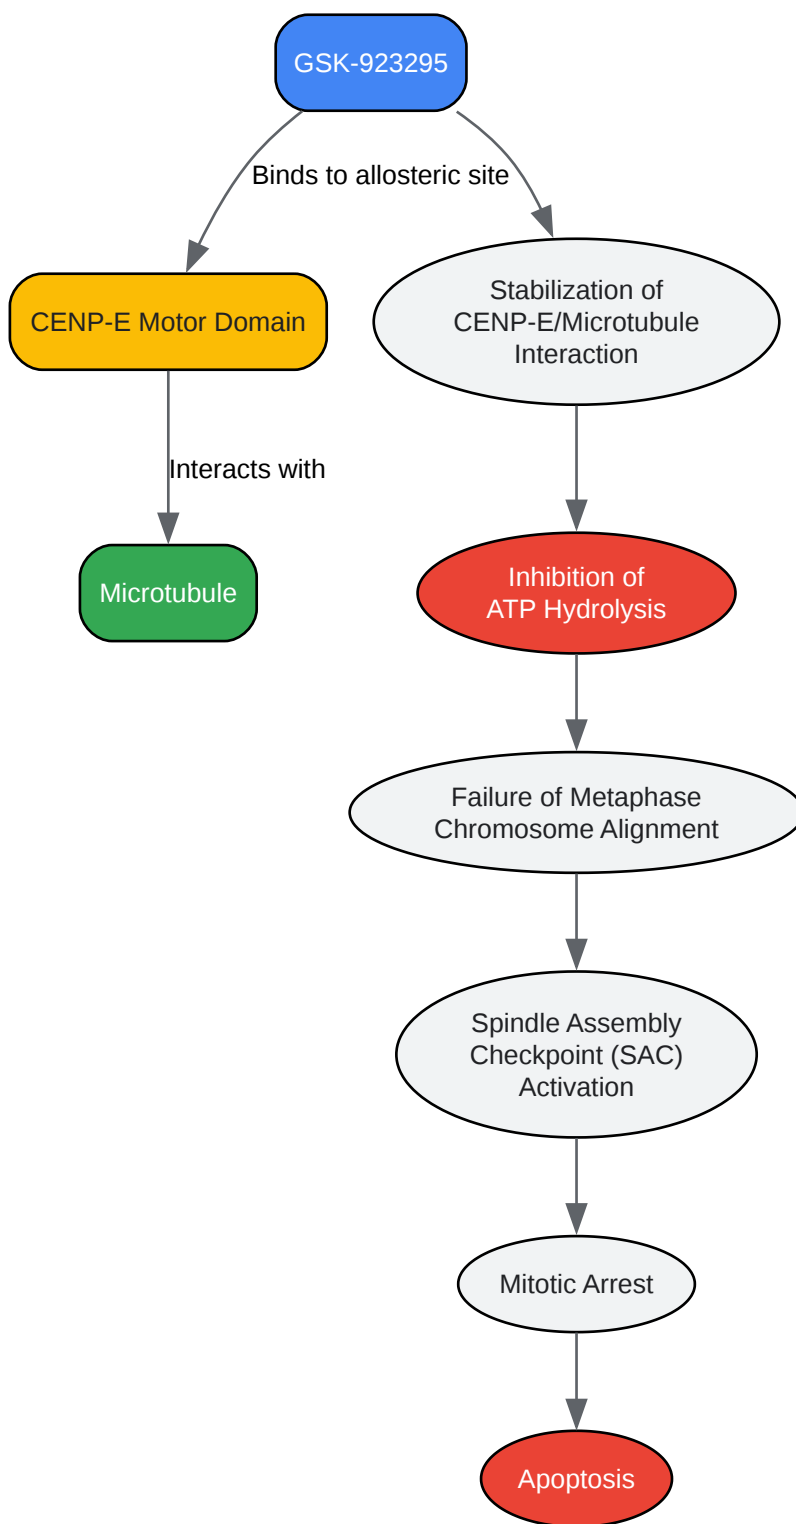 GSK-923295
Binds to allosteric site
CENP-E Motor Domain
Stabilization of
CENP-E/Microtubule
Interaction
Interacts with
Microtubule
Inhibition of
ATP Hydrolysis
Failure of Metaphase
Chromosome Alignment
Spindle Assembly
Checkpoint (SAC)
Activation
Mitotic Arrest
Apoptosis